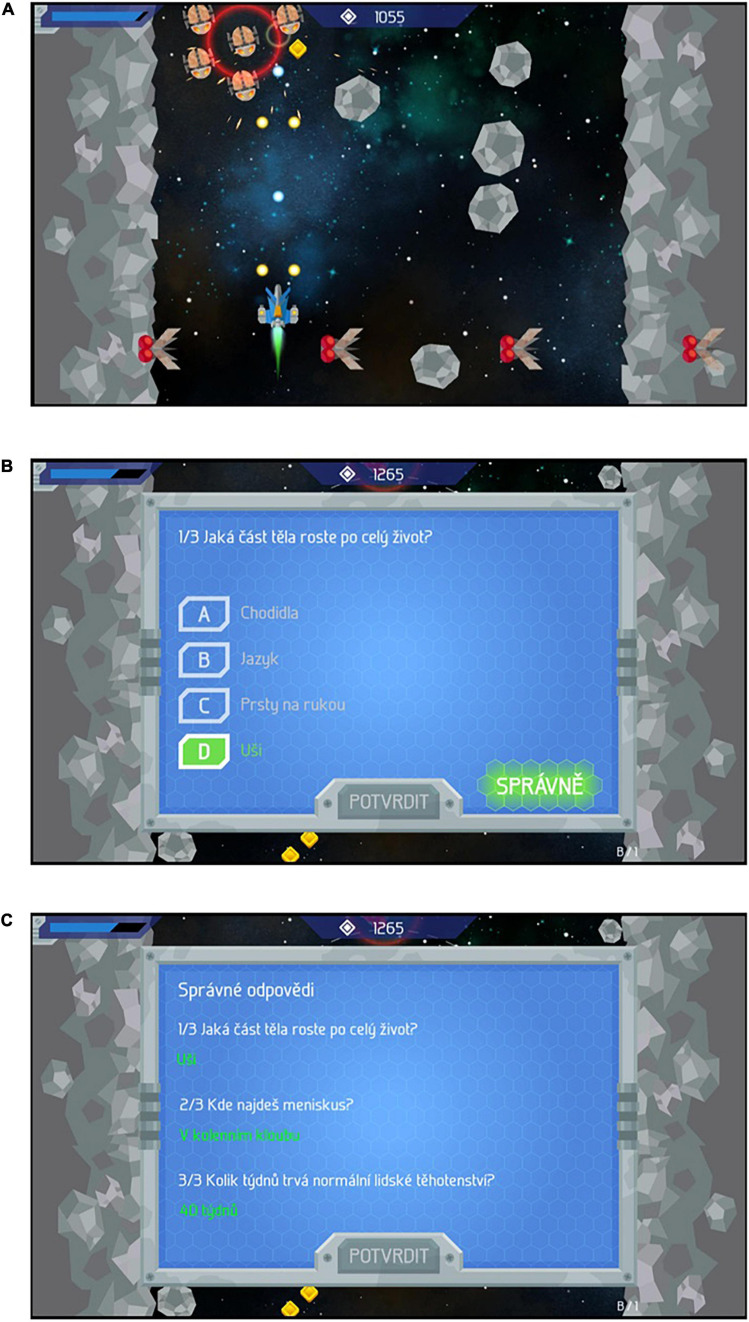 A
1055
B
1265
1/3 Jaká část těla roste po celý život?
A Chodidla
B Jazyk
C Prsty na rukou
D Uši
SPRÁVNĚ
POTVRDIT
B/1
C
1265
Správné odpovědi
1/3 Jaká část těla roste po celý život?
Uši
2/3 Kde najdeš meniskus?
V kolenním kloubu
3/3 Kolik týdnů trvá normální lidské těhotenství?
40 týdnů
POTVRDIT
B/1